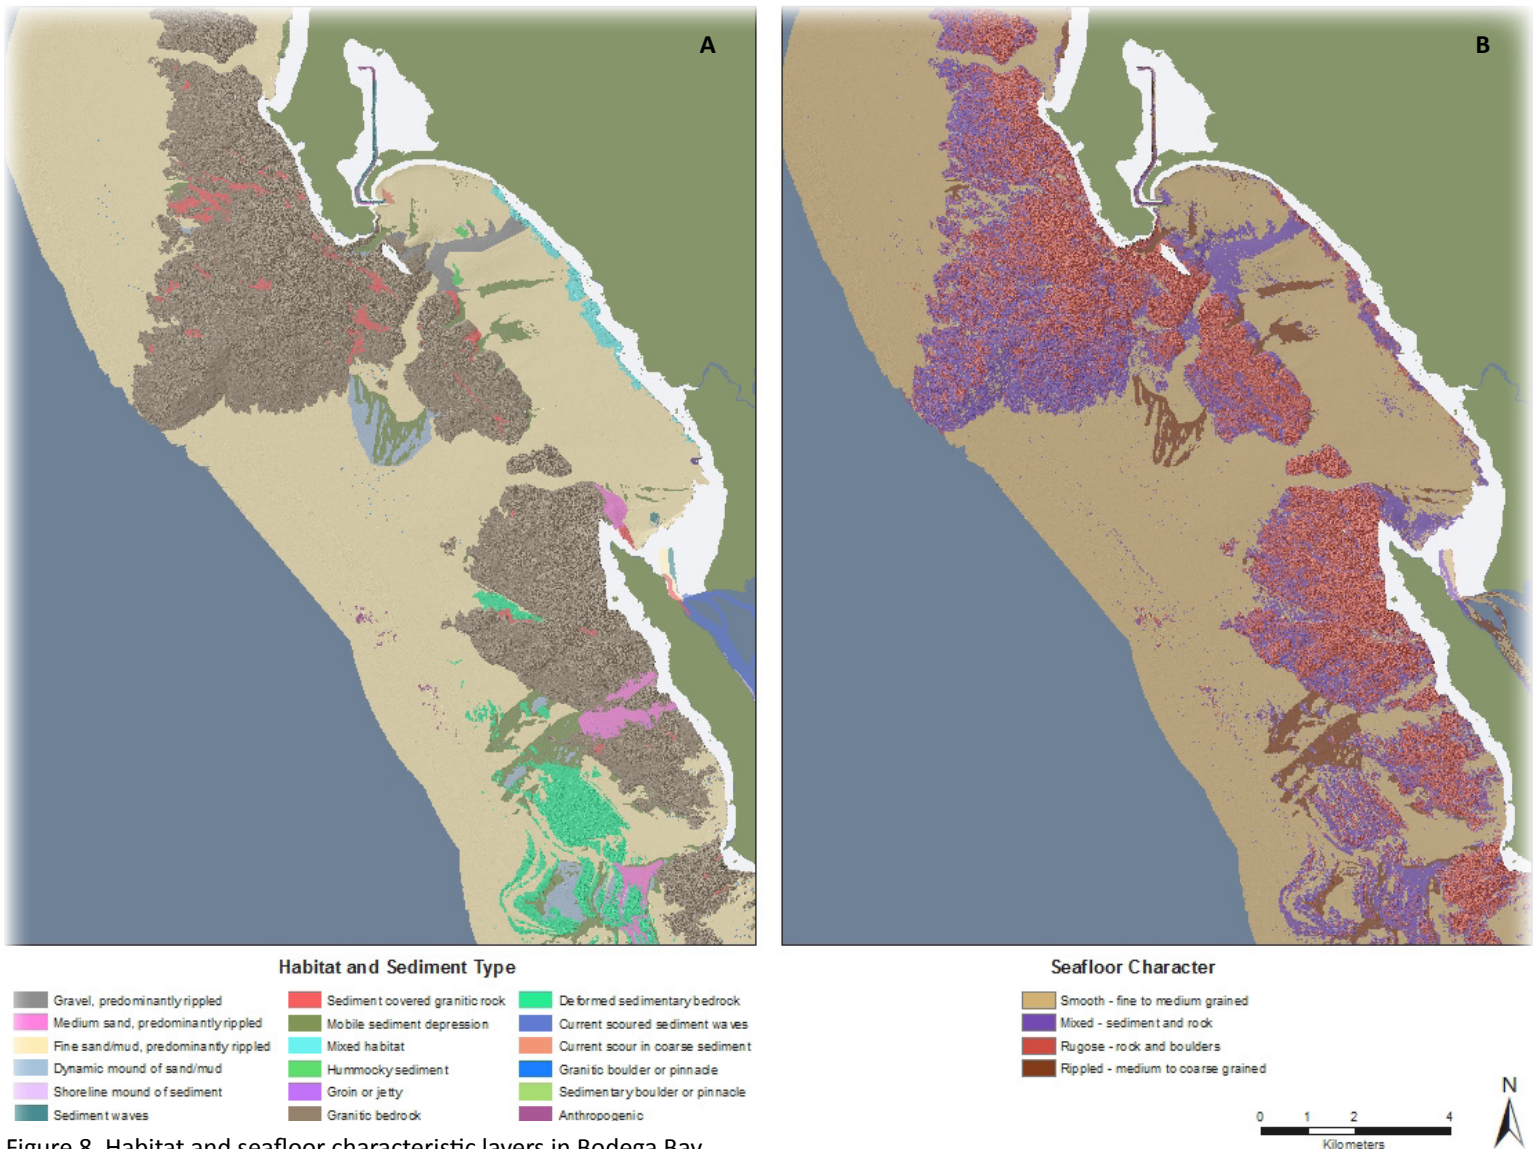 A
B
Habitat and Sediment Type
Gravel, predominantly rippled
Medium sand, predominantly rippled
Fine sand/mud, predominantly rippled
Dynamic mound of sand/mud
Shoreline mound of sediment
Sediment waves
Sediment covered granitic rock
Mobile sediment depression
Mixed habitat
Hummocky sediment
Groin or jetty
Granitic bedrock
Deformed sedimentary bedrock
Current scoured sediment waves
Current scour in coarse sediment
Granitic boulder or pinnacle
Sedimentary boulder or pinnacle
Anthropogenic
Seafloor Character
Smooth - fine to medium grained
Mixed - sediment and rock
Rugose - rock and boulders
Rippled - medium to coarse grained
N
0 1 2 4
Kilometers
Figure 8. Habitat and seafloor characteristic layers in Bodega Bay